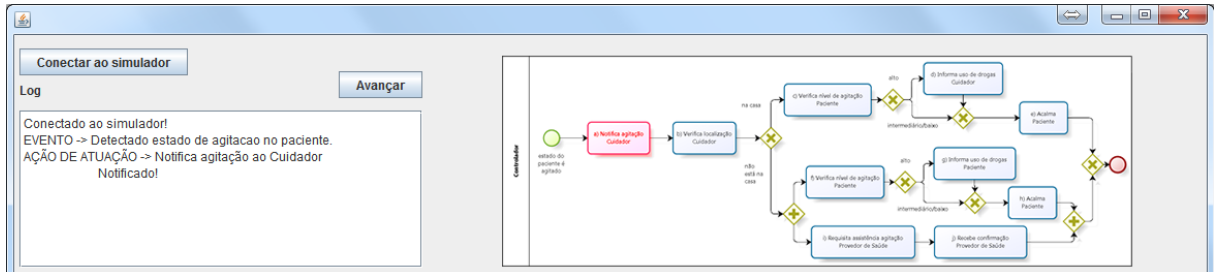 Conectar ao simulador
Log
Avançar
Conectado ao simulador!
EVENTO -> Detectado estado de agitacao no paciente.
AÇÃO DE ATUAÇÃO -> Notifica agitação ao Cuidador
Notificado!
Controlador
estado do
paciente é
agitado
a) Notifica agitação
Cuidador
b) Verifica localização
Cuidador
na casa
não
está na
casa
c) Verifica nível de agitação
Paciente
alto
intermediário/baixo
d) Informa uso de drogas
Cuidador
e) Acalma
Paciente
f) Verifica nível de agitação
Paciente
alto
intermediário/baixo
g) Informa uso de drogas
Paciente
h) Acalma
Paciente
i) Requisita assistência agitação
Provedor de Saúde
j) Recebe confirmação
Provedor de Saúde